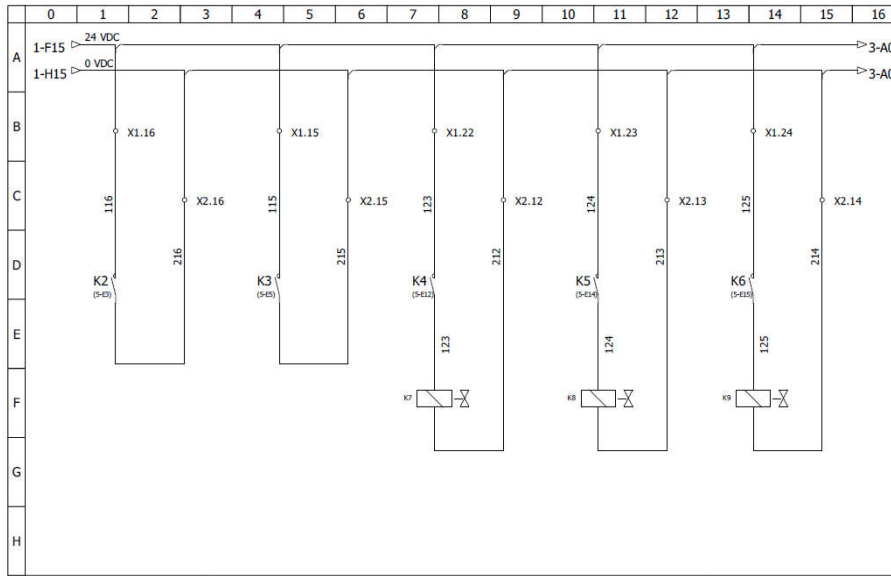 0 1 2 3 4 5 6 7 8 9 10 11 12 13 14 15 16
A
1-F15 24 VDC 3-A0
1-H15 0 VDC 3-A0
B
X1.16 X1.15 X1.22 X1.23 X1.24
C
116 X2.16 115 X2.15 123 X2.12 124 X2.13 125 X2.14
D
216 215 212 213 214
K2 K3 K4 K5 K6
(5-E3) (5-E5) (5-E12) (5-E14) (5-E15)
E
123 124 125
F
K7 K8 K9
G
H